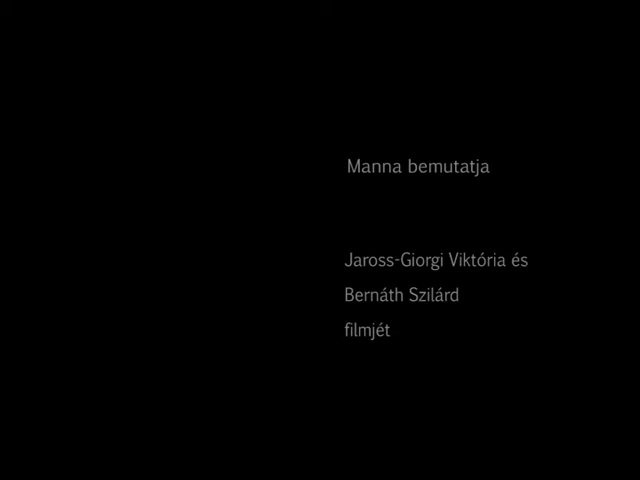 Manna bemutatja
Jaross-Giorgi Viktória és
Bernáth Szilárd
filmjét